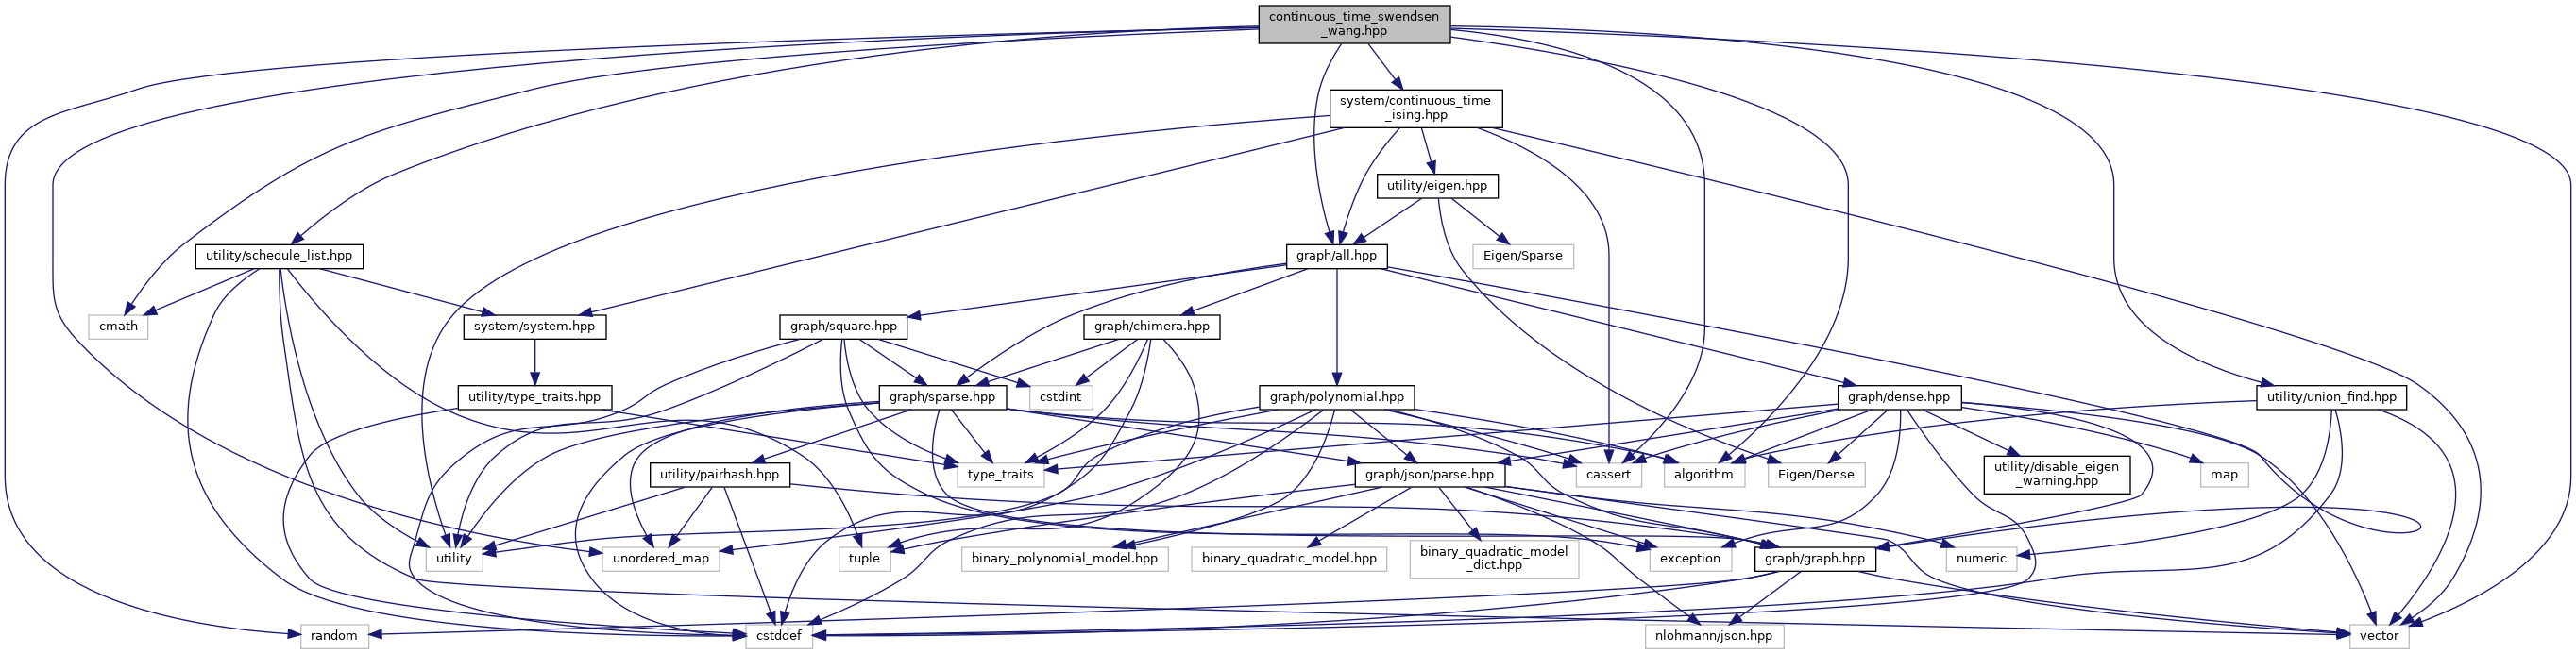 continuous_time_swendsen
_wang.hpp
system/continuous_time
_ising.hpp
utility/eigen.hpp
utility/schedule_list.hpp
graph/all.hpp
Eigen/Sparse
cmath
system/system.hpp
graph/square.hpp
graph/chimera.hpp
utility/type_traits.hpp
graph/sparse.hpp
cstdint
graph/polynomial.hpp
graph/dense.hpp
utility/union_find.hpp
utility/pairhash.hpp
type_traits
graph/json/parse.hpp
cassert
algorithm
Eigen/Dense
utility/disable_eigen
_warning.hpp
map
utility
unordered_map
tuple
binary_polynomial_model.hpp
binary_quadratic_model.hpp
binary_quadratic_model
_dict.hpp
exception
graph/graph.hpp
numeric
random
cstddef
nlohmann/json.hpp
vector